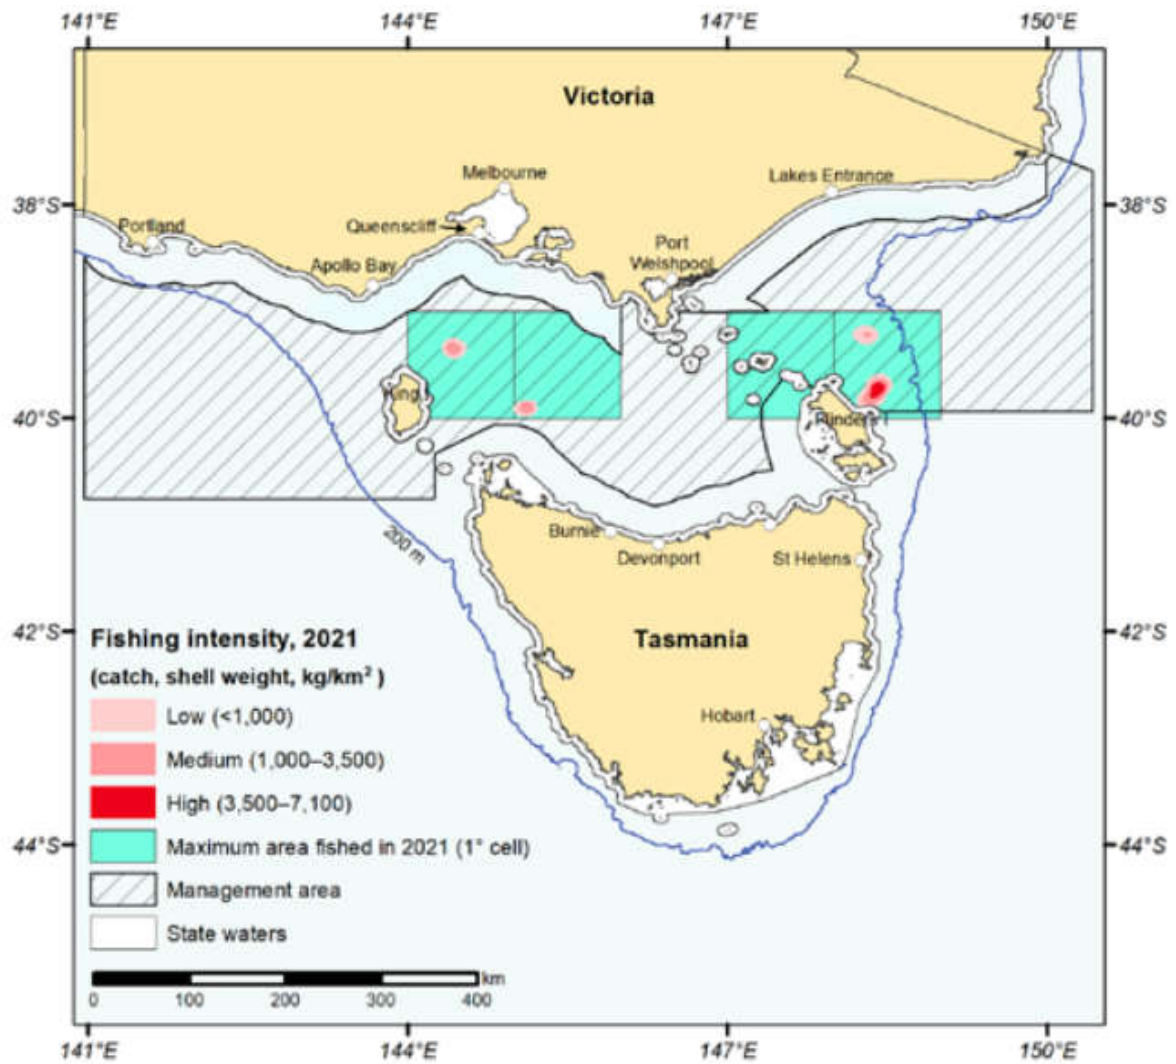 141°E 144°E 147°E 150°E
Victoria
Melbourne
Lakes Entrance
38°S 38°S
Portland
Queenscliff
Port
Welshpool
Apollo Bay
King
40°S 40°S
Flinders I
200 m
Burnie
Devonport
St Helens
42°S 42°S
Fishing intensity, 2021
Tasmania
(catch, shell weight, kg/km²)
Low (<1,000)
Hobart
Medium (1,000–3,500)
High (3,500–7,100)
44°S 44°S
Maximum area fished in 2021 (1° cell)
Management area
State waters
km
0 100 200 300 400
141°E 144°E 147°E 150°E